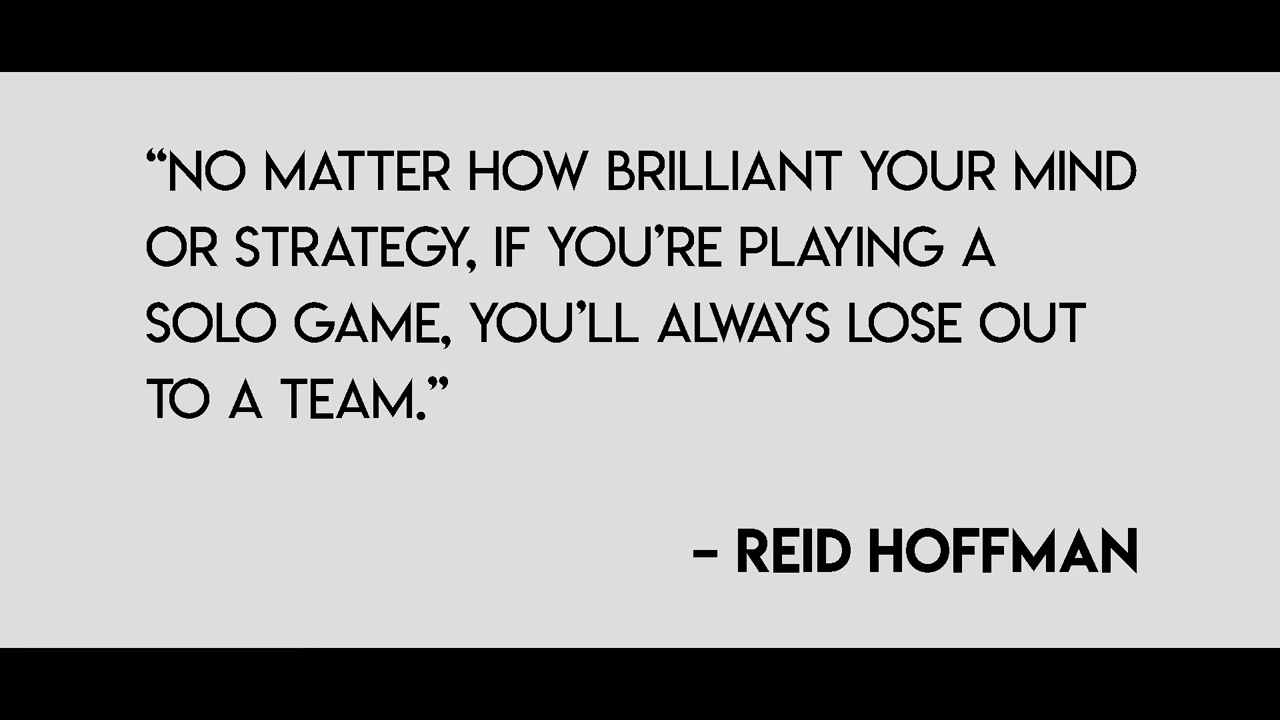 “NO MATTER HOW BRILLIANT YOUR MIND
OR STRATEGY, IF YOU’RE PLAYING A
SOLO GAME, YOU’LL ALWAYS LOSE OUT
TO A TEAM.”
– REID HOFFMAN